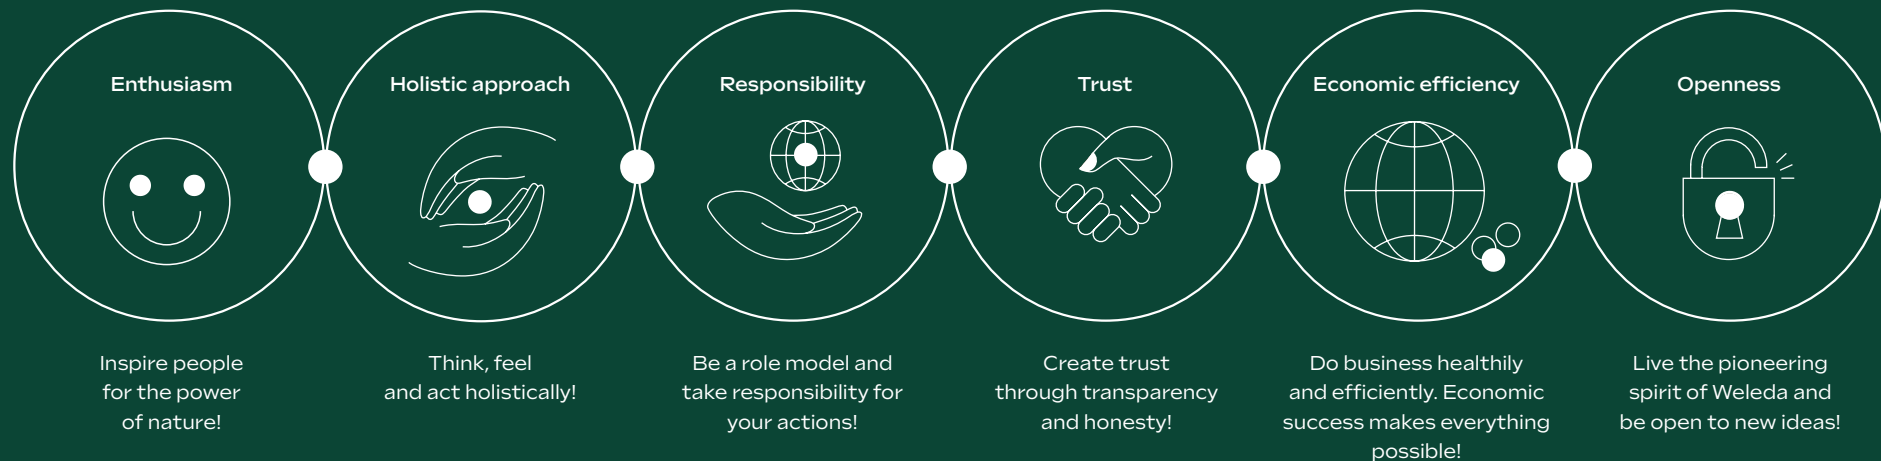 Enthusiasm
Inspire people
for the power
of nature!
Holistic approach
Think, feel
and act holistically!
Responsibility
Be a role model and
take responsibility for
your actions!
Trust
Create trust
through transparency
and honesty!
Economic efficiency
Do business healthily
and efficiently. Economic
success makes everything
possible!
Openness
Live the pioneering
spirit of Weleda and
be open to new ideas!